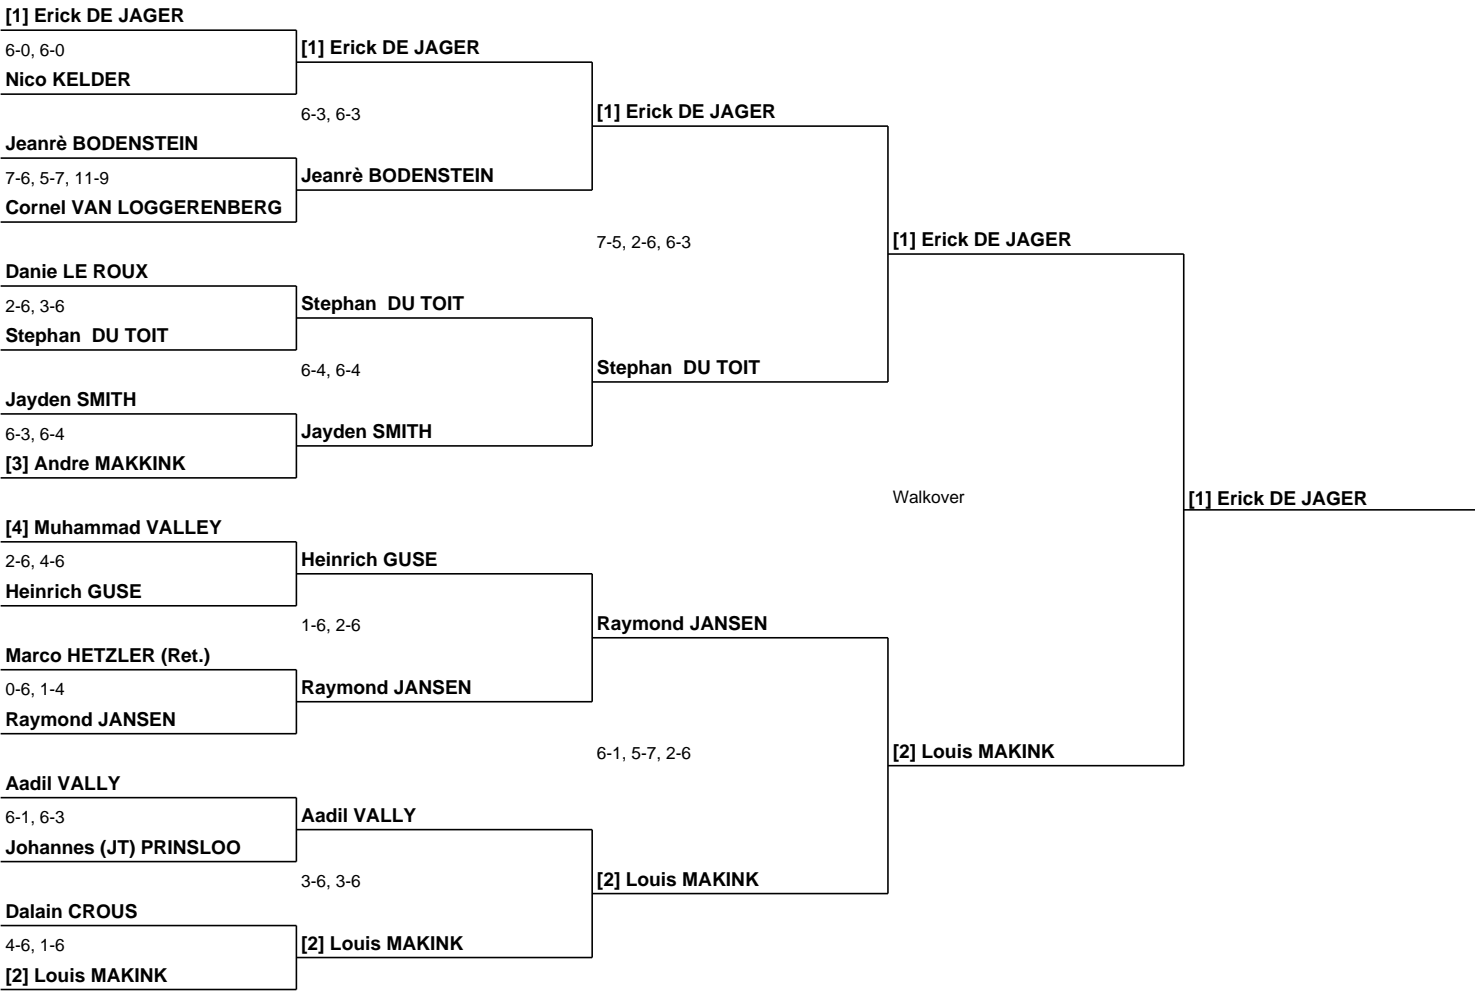 [1] Erick DE JAGER
6-0, 6-0
Nico KELDER
Jeanrè BODENSTEIN
7-6, 5-7, 11-9
Cornel VAN LOGGERENBERG
Danie LE ROUX
2-6, 3-6
Stephan  DU TOIT
Jayden SMITH
6-3, 6-4
[3] Andre MAKKINK
[4] Muhammad VALLEY
2-6, 4-6
Heinrich GUSE
Marco HETZLER (Ret.)
0-6, 1-4
Raymond JANSEN
Aadil VALLY
6-1, 6-3
Johannes (JT) PRINSLOO
Dalain CROUS
4-6, 1-6
[2] Louis MAKINK
[1] Erick DE JAGER
6-3, 6-3
Jeanrè BODENSTEIN
Stephan  DU TOIT
6-4, 6-4
Jayden SMITH
Heinrich GUSE
1-6, 2-6
Raymond JANSEN
Aadil VALLY
3-6, 3-6
[2] Louis MAKINK
[1] Erick DE JAGER
7-5, 2-6, 6-3
Stephan  DU TOIT
Raymond JANSEN
6-1, 5-7, 2-6
[2] Louis MAKINK
[1] Erick DE JAGER
Walkover
[2] Louis MAKINK
[1] Erick DE JAGER